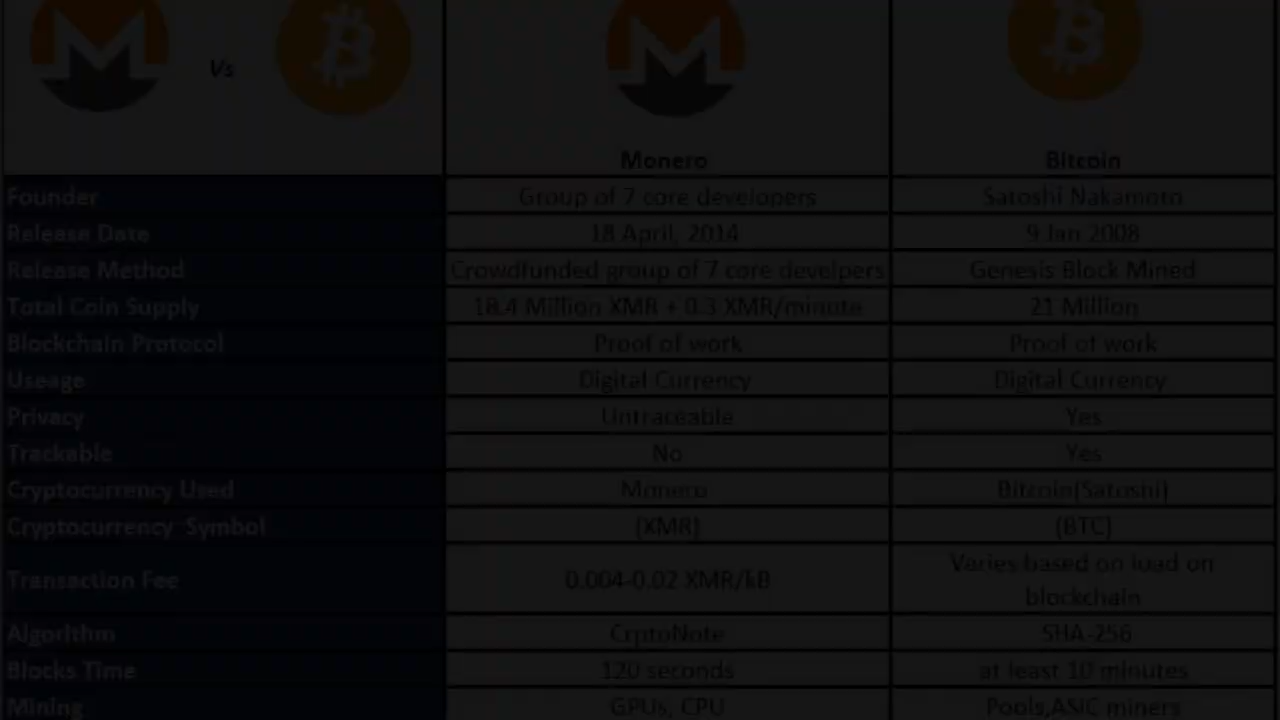 Vs
Monero Bitcoin
Founder Group of 7 core developers Satoshi Nakamoto
Release Date 18 April, 2014 9 Jan 2008
Release Method Crowdfunded group of 7 core develpers Genesis Block Mined
Total Coin Supply 18.4 Million XMR + 0.3 XMR/minute 21 Million
Blockchain Protocol Proof of work Proof of work
Useage Digital Currency Digital Currency
Privacy Untraceable Yes
Trackable No Yes
Cryptocurrency Used Monero Bitcoin(Satoshi)
Cryptocurrency Symbol (XMR) (BTC)
Transaction Fee 0.004-0.02 XMR/kB Varies based on load on
blockchain
Algorithm CrptoNote SHA-256
Blocks Time 120 seconds at least 10 minutes
Mining GPUs, CPU Pools,ASIC miners